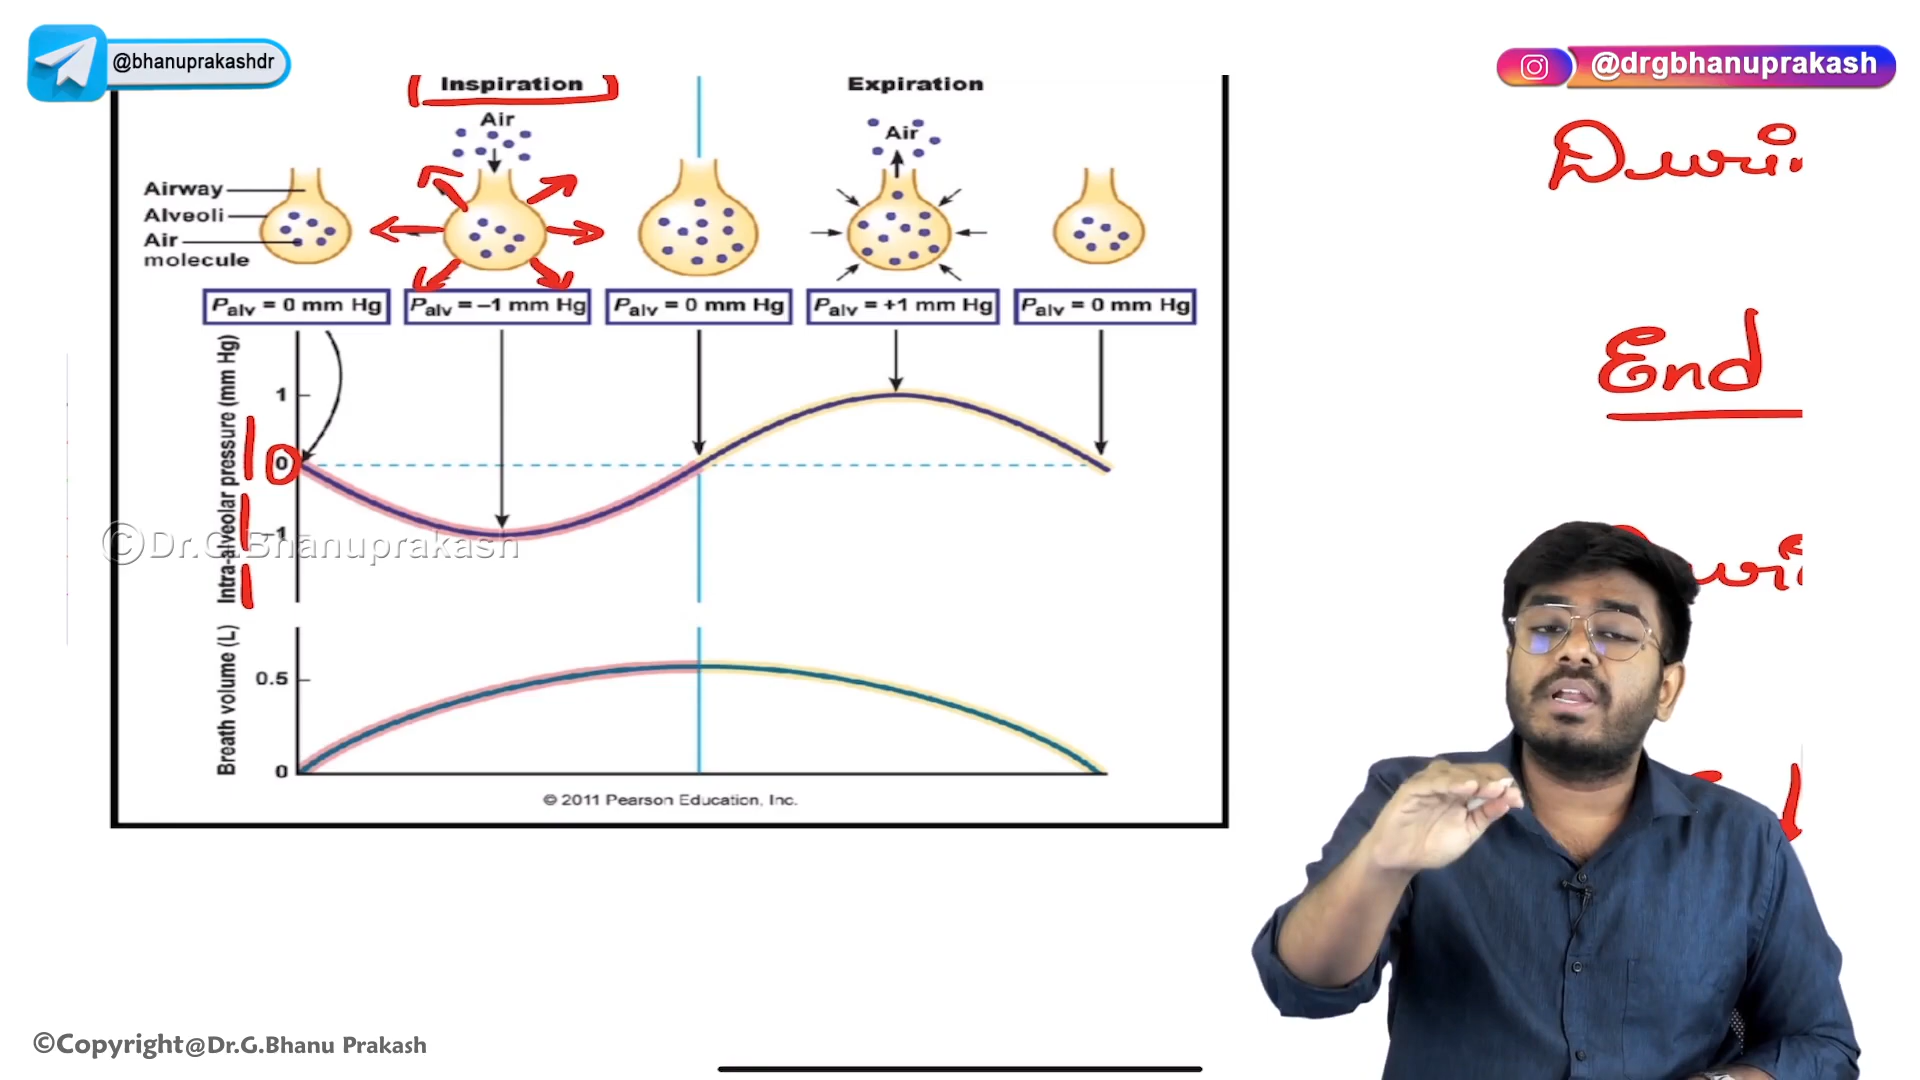 @bhanuprakashdr
@drgbhanuprakash
Inspiration
Expiration
Air
Air
Airway
Alveoli
Air
molecule
Palv = 0 mm Hg
Palv = –1 mm Hg
Palv = 0 mm Hg
Palv = +1 mm Hg
Palv = 0 mm Hg
Intra-alveolar pressure (mm Hg)
1
0
–1
End
©Dr.G.Bhanuprakash
Breath volume (L)
0.5
0
© 2011 Pearson Education, Inc.
©Copyright@Dr.G.Bhanu Prakash